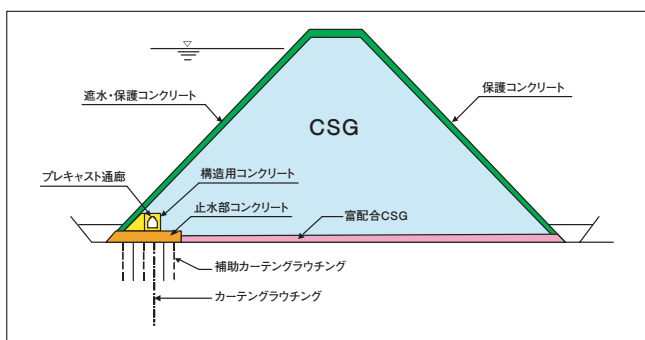 遮水・保護コンクリート
保護コンクリート
CSG
プレキャスト通廊
構造用コンクリート
止水部コンクリート
富配合CSG
補助カーテングラウチング
カーテングラウチング